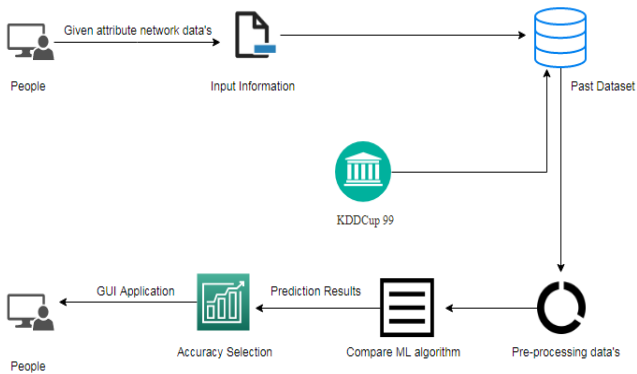 Given attribute network data's
People
Input Information
Past Dataset
KDDCup 99
GUI Application
Prediction Results
People
Accuracy Selection
Compare ML algorithm
Pre-processing data's